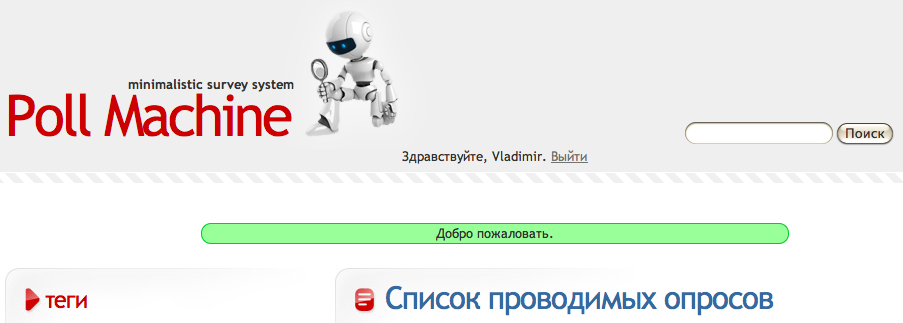 minimalistic survey system
Poll Machine
Поиск
Здравствуйте, Vladimir. Выйти
Добро пожаловать.
теги
Список проводимых опросов